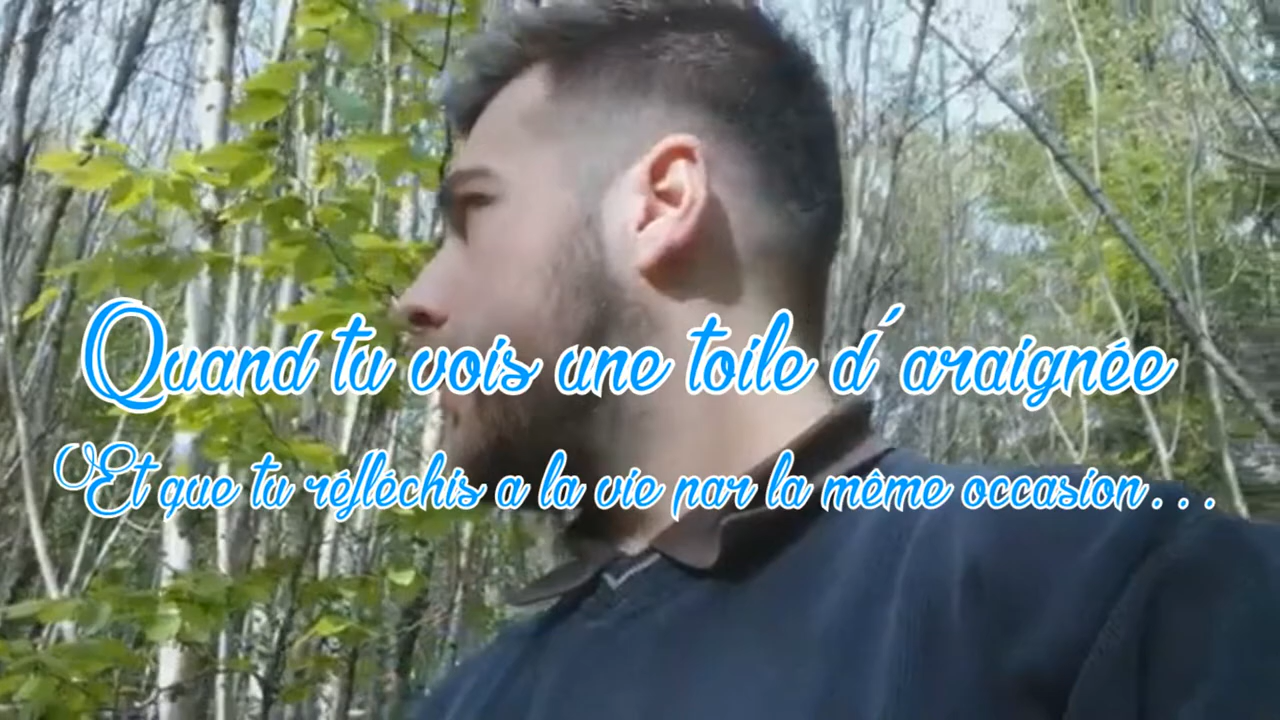 Quand tu vois une toile d'araignée
Et que tu réfléchis a la vie par la même occasion...